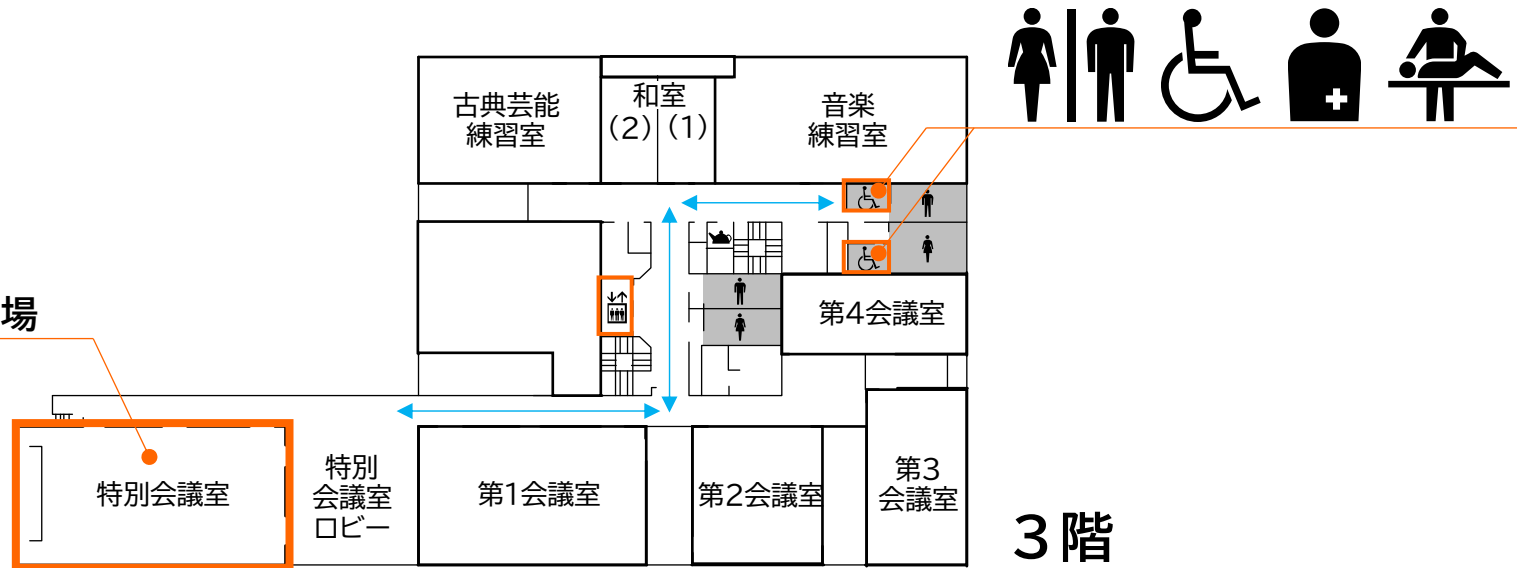 古典芸能
練習室
和室
(2)
(1)
音楽
練習室
第4会議室
場
特別会議室
特別
会議室
ロビー
第1会議室
第2会議室
第3
会議室
3階